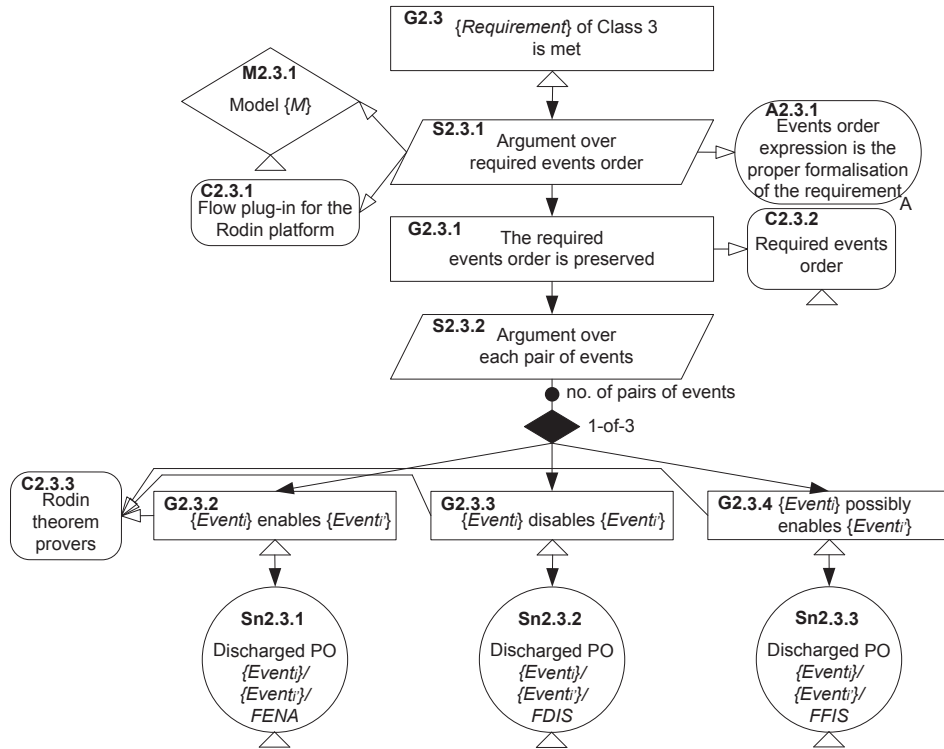 G2.3
{Requirement} of Class 3
is met
M2.3.1
Model {M}
S2.3.1
Argument over
required events order
A2.3.1
Events order
expression is the
proper formalisation
of the requirement
A
C2.3.1
Flow plug-in for the
Rodin platform
G2.3.1
The required
events order is preserved
C2.3.2
Required events
order
S2.3.2
Argument over
each pair of events
no. of pairs of events
1-of-3
C2.3.3
Rodin
theorem
provers
G2.3.2
{Eventi} enables {Eventi'}
G2.3.3
{Eventi} disables {Eventi'}
G2.3.4 {Eventi} possibly
enables {Eventi'}
Sn2.3.1
Discharged PO
{Eventi}/
{Eventi'}/
FENA
Sn2.3.2
Discharged PO
{Eventi}/
{Eventi'}/
FDIS
Sn2.3.3
Discharged PO
{Eventi}/
{Eventi'}/
FFIS